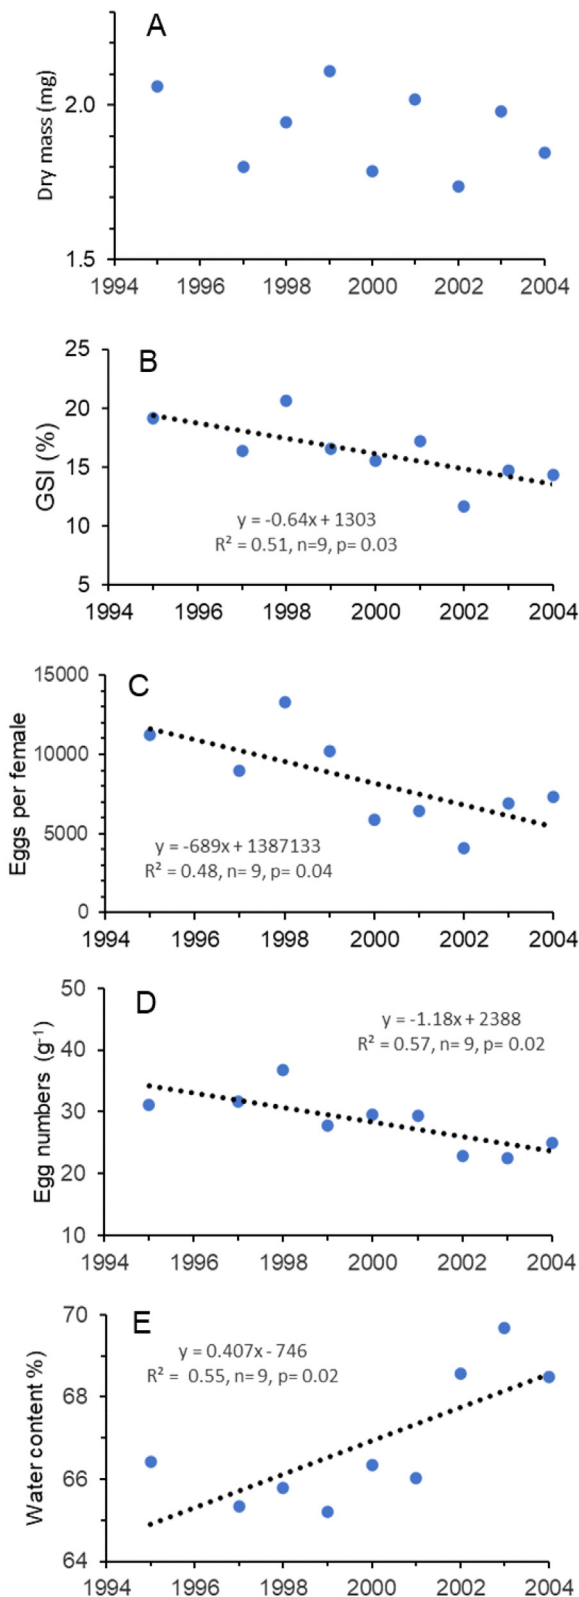 A
Dry mass (mg)
2.0
1.5
1994 1996 1998 2000 2002 2004
B
GSI (%)
25
20
15
10
5
y = -0.64x + 1303
R² = 0.51, n=9, p= 0.03
1994 1996 1998 2000 2002 2004
C
Eggs per female
15000
10000
5000
0
y = -689x + 1387133
R² = 0.48, n= 9, p= 0.04
1994 1996 1998 2000 2002 2004
D
Egg numbers (g⁻¹)
50
40
30
20
10
y = -1.18x + 2388
R² = 0.57, n= 9, p= 0.02
1994 1996 1998 2000 2002 2004
E
Water content %)
70
68
66
64
y = 0.407x - 746
R² = 0.55, n= 9, p= 0.02
1994 1996 1998 2000 2002 2004